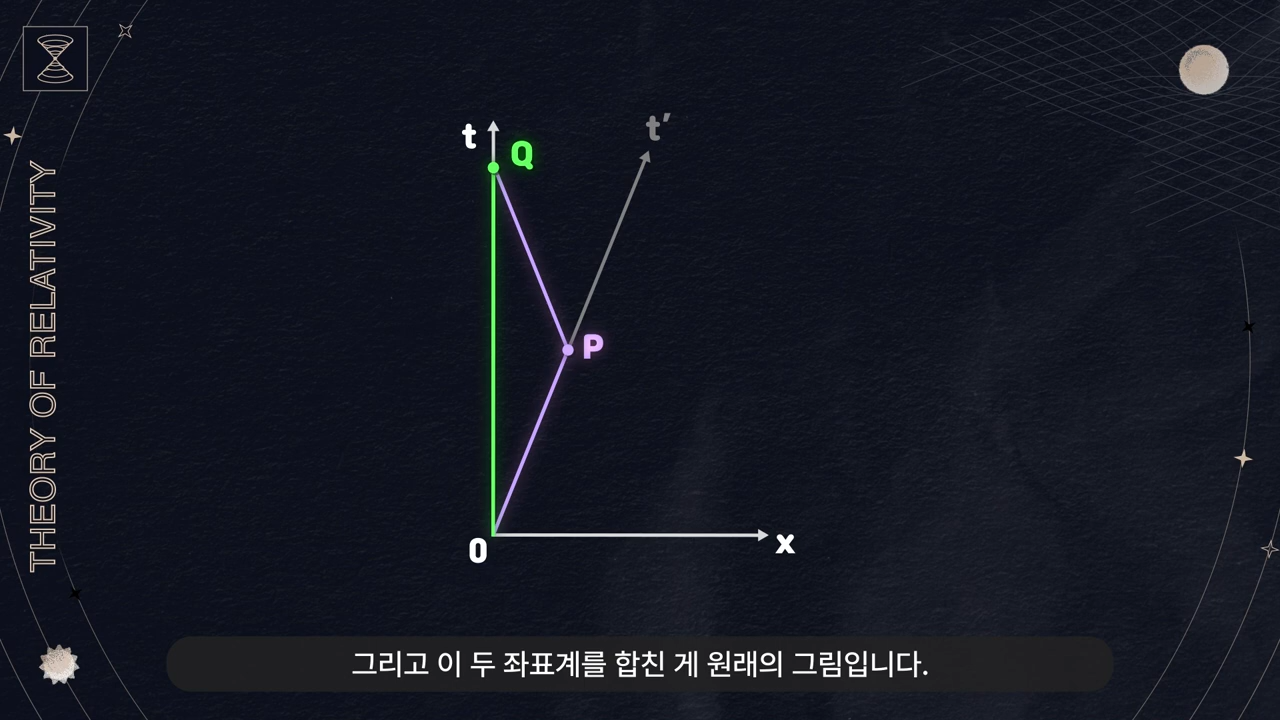 THEORY OF RELATIVITY
t
Q
t′
P
0
x
그리고 이 두 좌표계를 합친 게 원래의 그림입니다.